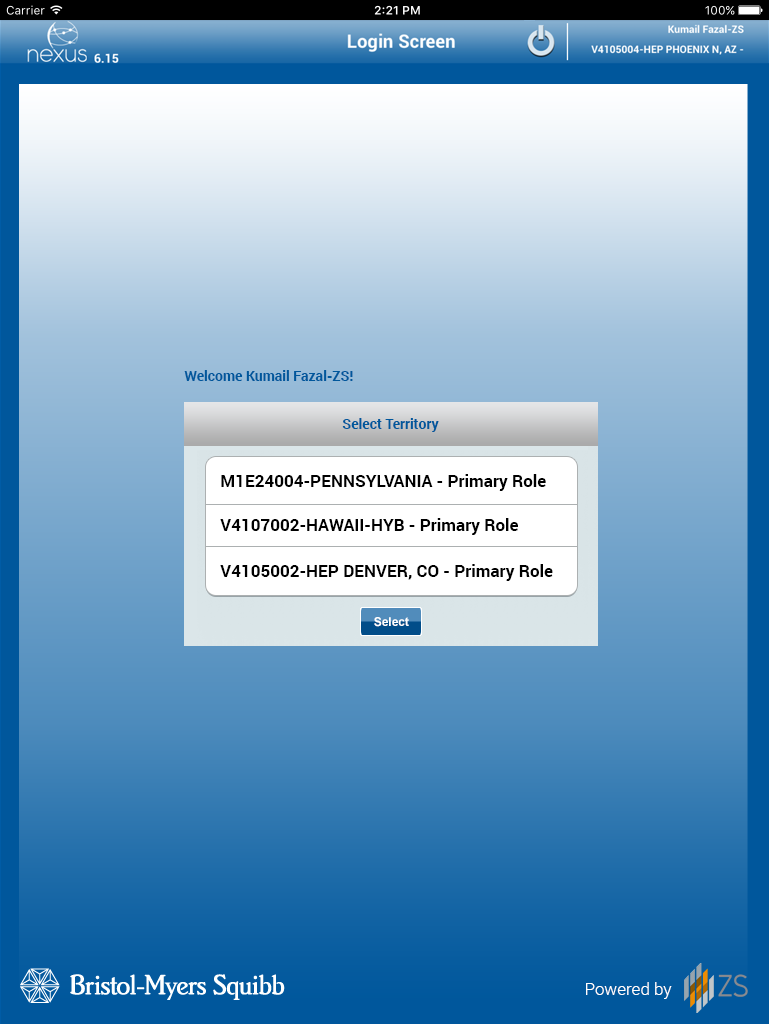 Carrier 2:21 PM 100%
nexus 6.15 Login Screen Kumail Fazal-ZS
V4105004-HEP PHOENIX N, AZ -
Welcome Kumail Fazal-ZS!
Select Territory
M1E24004-PENNSYLVANIA - Primary Role
V4107002-HAWAII-HYB - Primary Role
V4105002-HEP DENVER, CO - Primary Role
Select
Bristol-Myers Squibb Powered by ZS